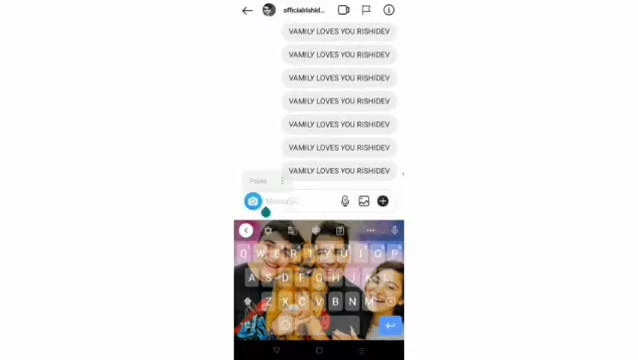 officialrishid...
VAMILY LOVES YOU RISHIDEV
VAMILY LOVES YOU RISHIDEV
VAMILY LOVES YOU RISHIDEV
VAMILY LOVES YOU RISHIDEV
VAMILY LOVES YOU RISHIDEV
VAMILY LOVES YOU RISHIDEV
VAMILY LOVES YOU RISHIDEV
Paste
Message...
Q W E R T Y U I O P
A S D F G H J K L
Z X C V B N M